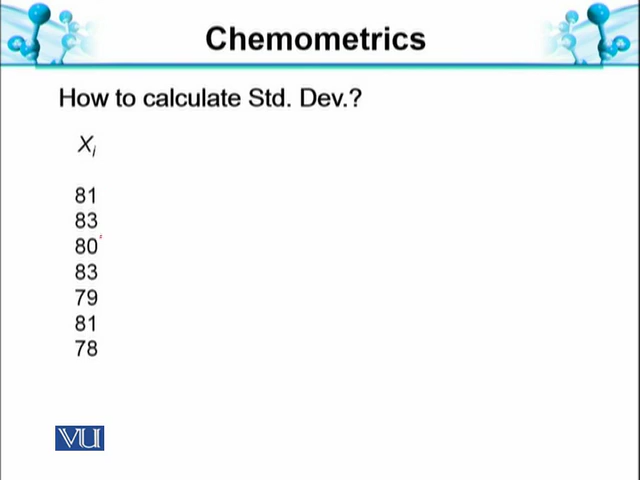 Chemometrics
How to calculate Std. Dev.?
Xi
81
83
80
83
79
81
78
VU